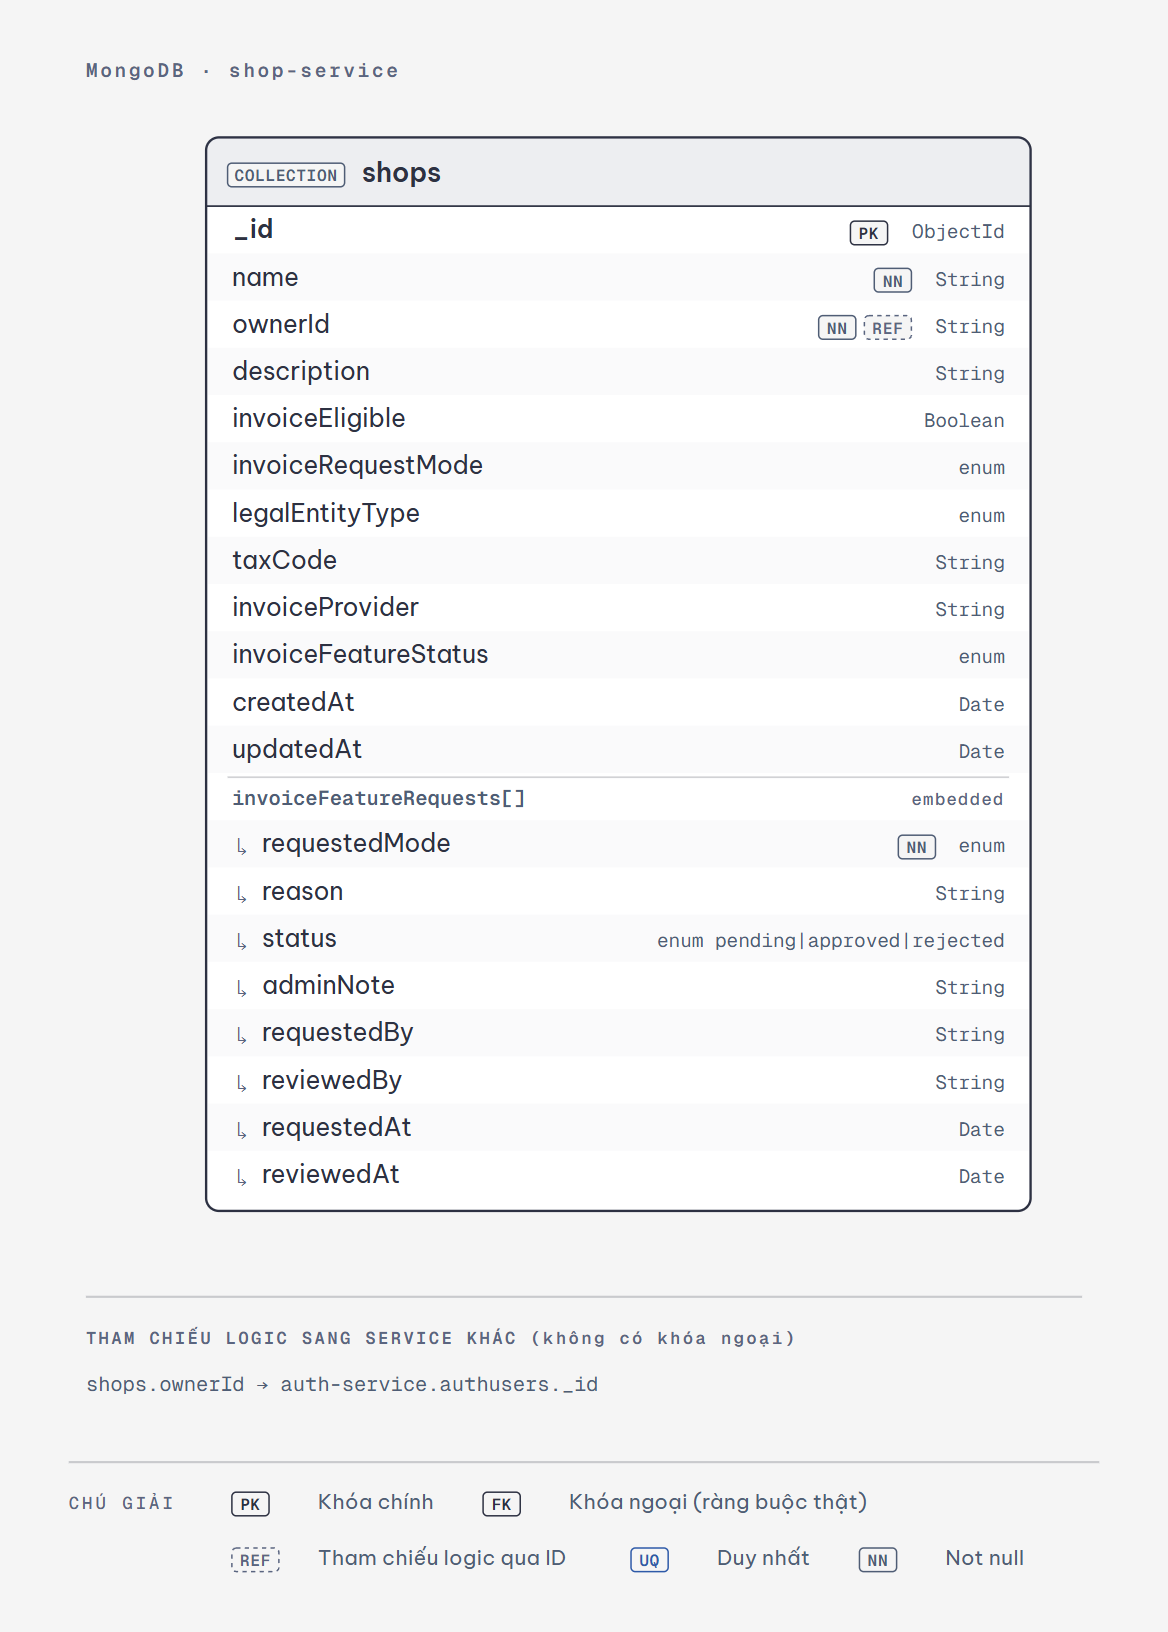 MongoDB · shop-service
COLLECTION shops
_id PK ObjectId
name NN String
ownerId NN REF String
description String
invoiceEligible Boolean
invoiceRequestMode enum
legalEntityType enum
taxCode String
invoiceProvider String
invoiceFeatureStatus enum
createdAt Date
updatedAt Date
invoiceFeatureRequests[] embedded
↳ requestedMode NN enum
↳ reason String
↳ status enum pending|approved|rejected
↳ adminNote String
↳ requestedBy String
↳ reviewedBy String
↳ requestedAt Date
↳ reviewedAt Date
THAM CHIẾU LOGIC SANG SERVICE KHÁC (không có khóa ngoại)
shops.ownerId → auth-service.authusers._id
CHÚ GIẢI PK Khóa chính FK Khóa ngoại (ràng buộc thật)
REF Tham chiếu logic qua ID UQ Duy nhất NN Not null